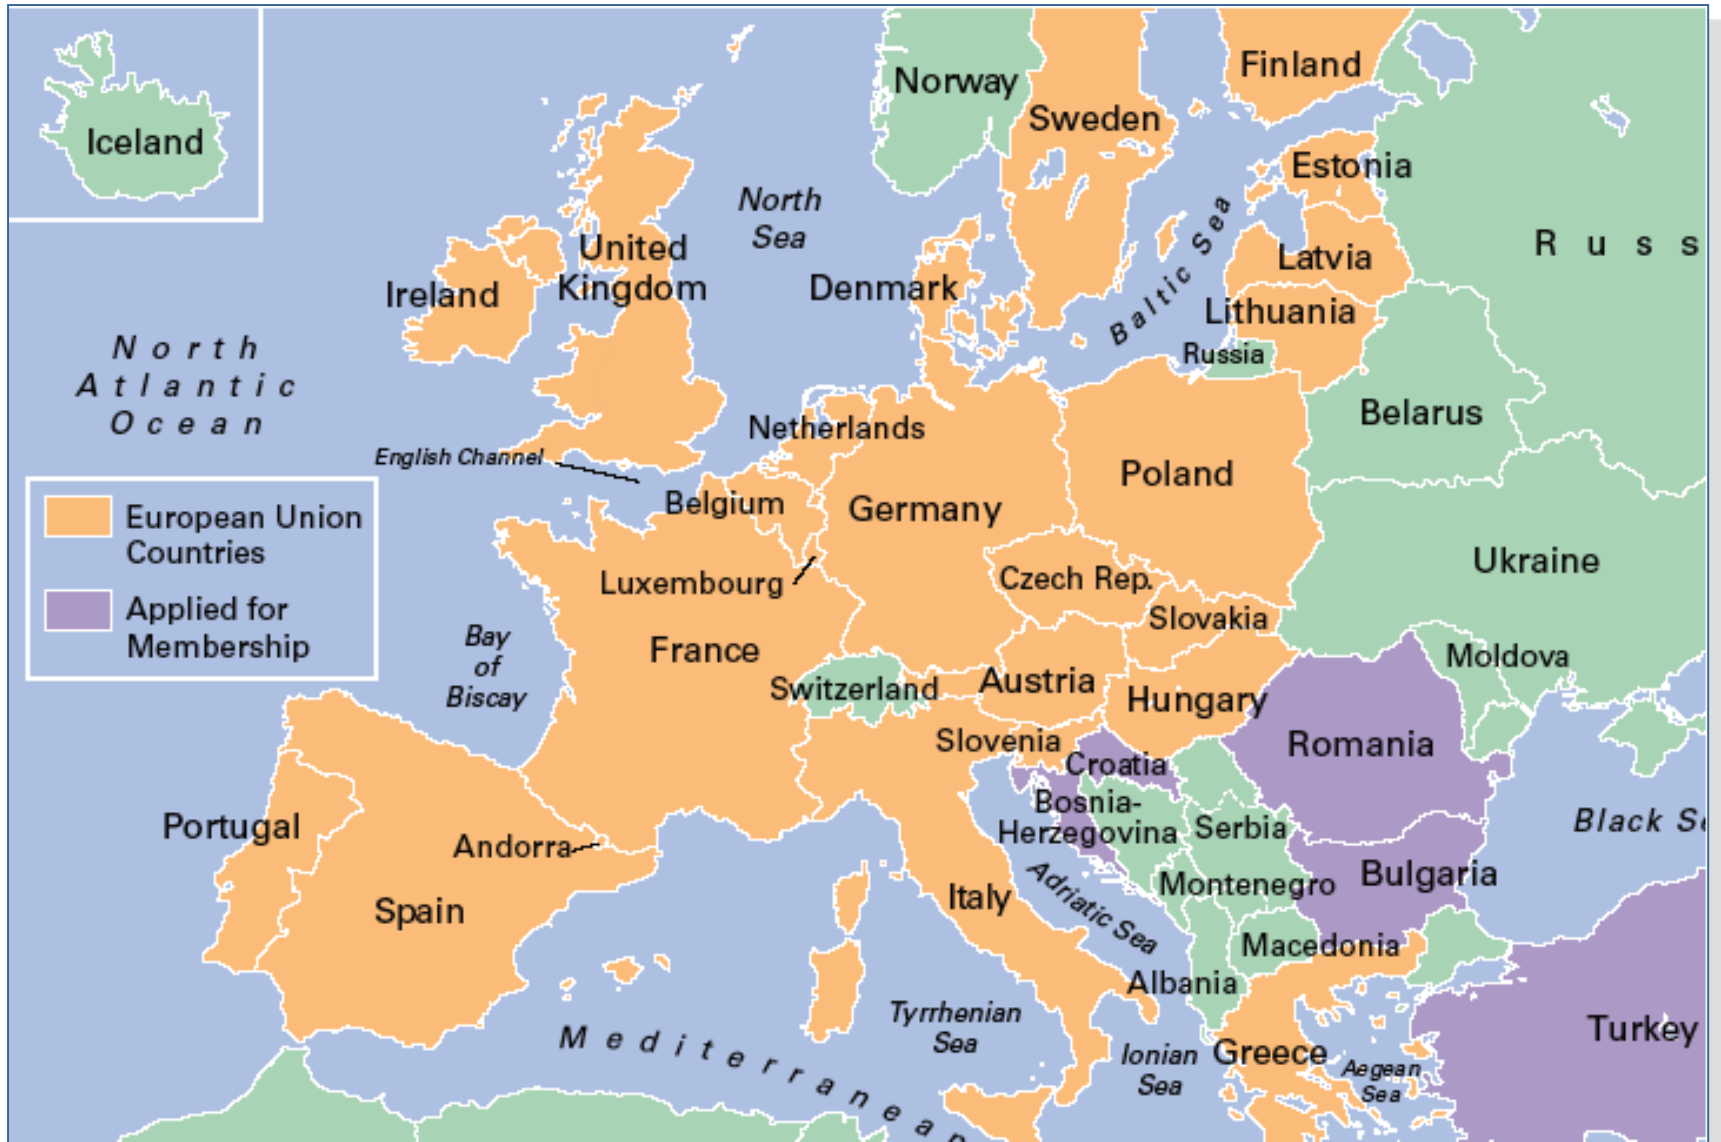 Iceland
Norway
Sweden
Finland
Estonia
North
Sea
Baltic Sea
R u s s
United
Kingdom
Ireland
Denmark
Latvia
Lithuania
Russia
North
Atlantic
Ocean
Belarus
Netherlands
English Channel
Poland
Belgium
Germany
European Union
Countries
Applied for
Membership
Ukraine
Luxembourg
Czech Rep.
Slovakia
Bay
of
Biscay
France
Moldova
Switzerland
Austria
Hungary
Slovenia
Romania
Croatia
Bosnia-
Herzegovina
Serbia
Black S
Portugal
Andorra
Montenegro
Bulgaria
Spain
Italy
Adriatic Sea
Macedonia
Albania
Tyrrhenian
Sea
Ionian
Sea
Greece
Aegean
Sea
Turkey
Mediterranea